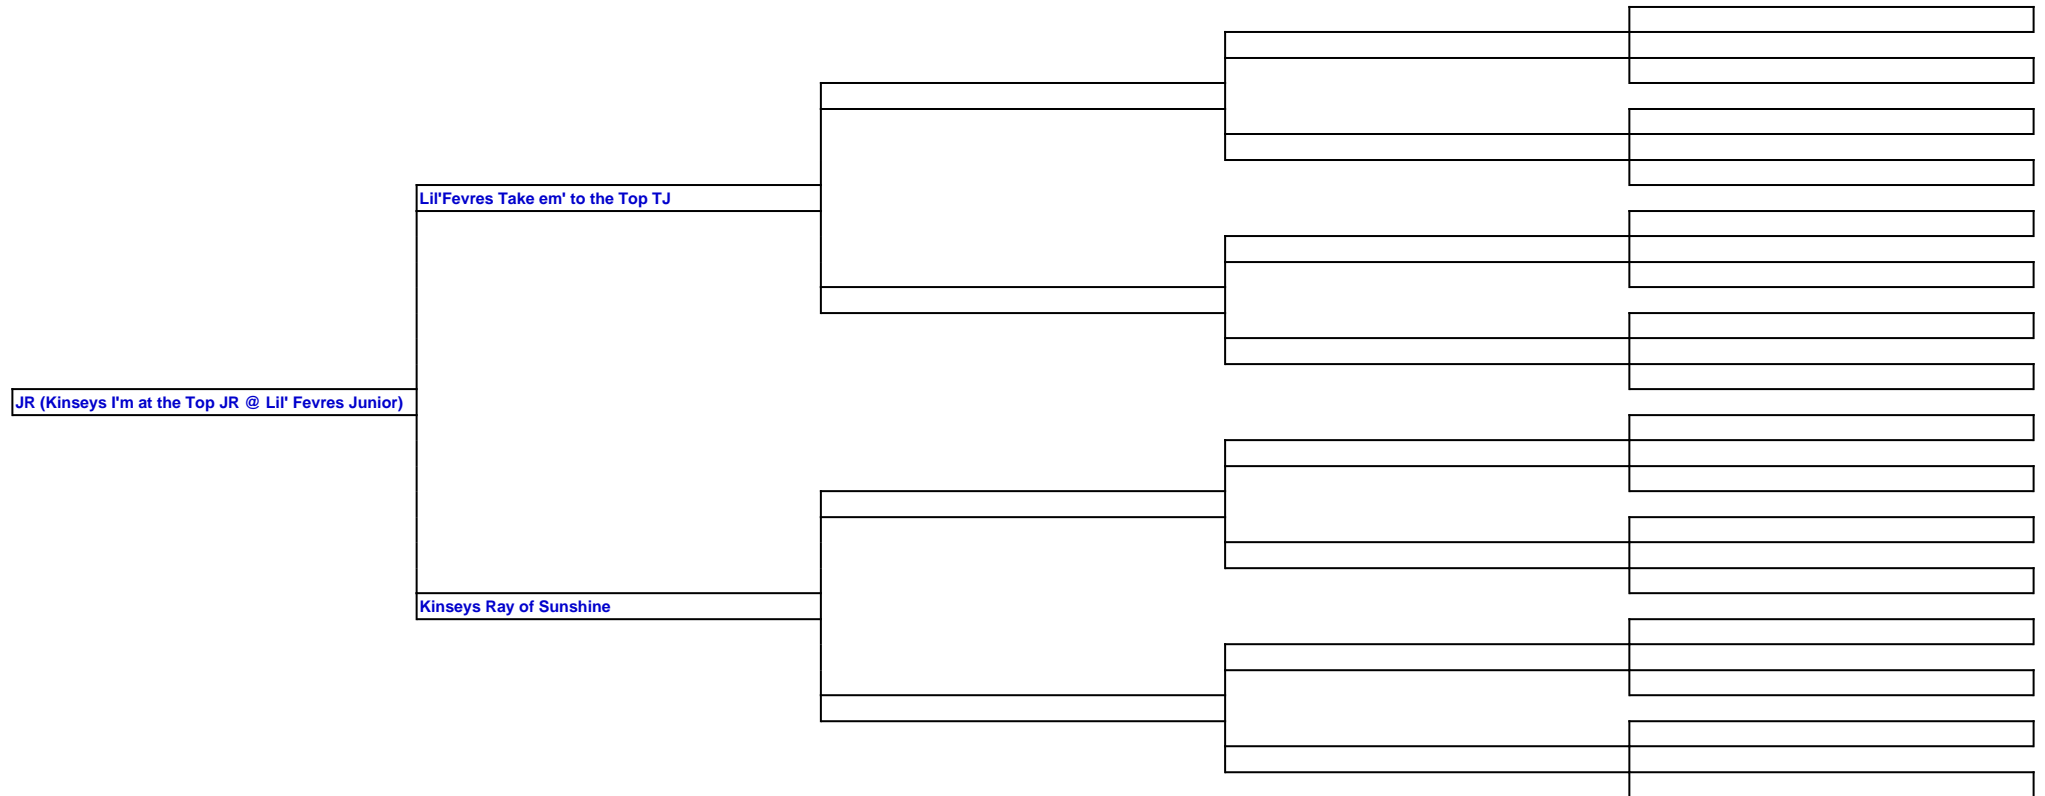 Lil'Fevres Take em' to the Top TJ
JR (Kinseys I'm at the Top JR @ Lil' Fevres Junior)
Kinseys Ray of Sunshine